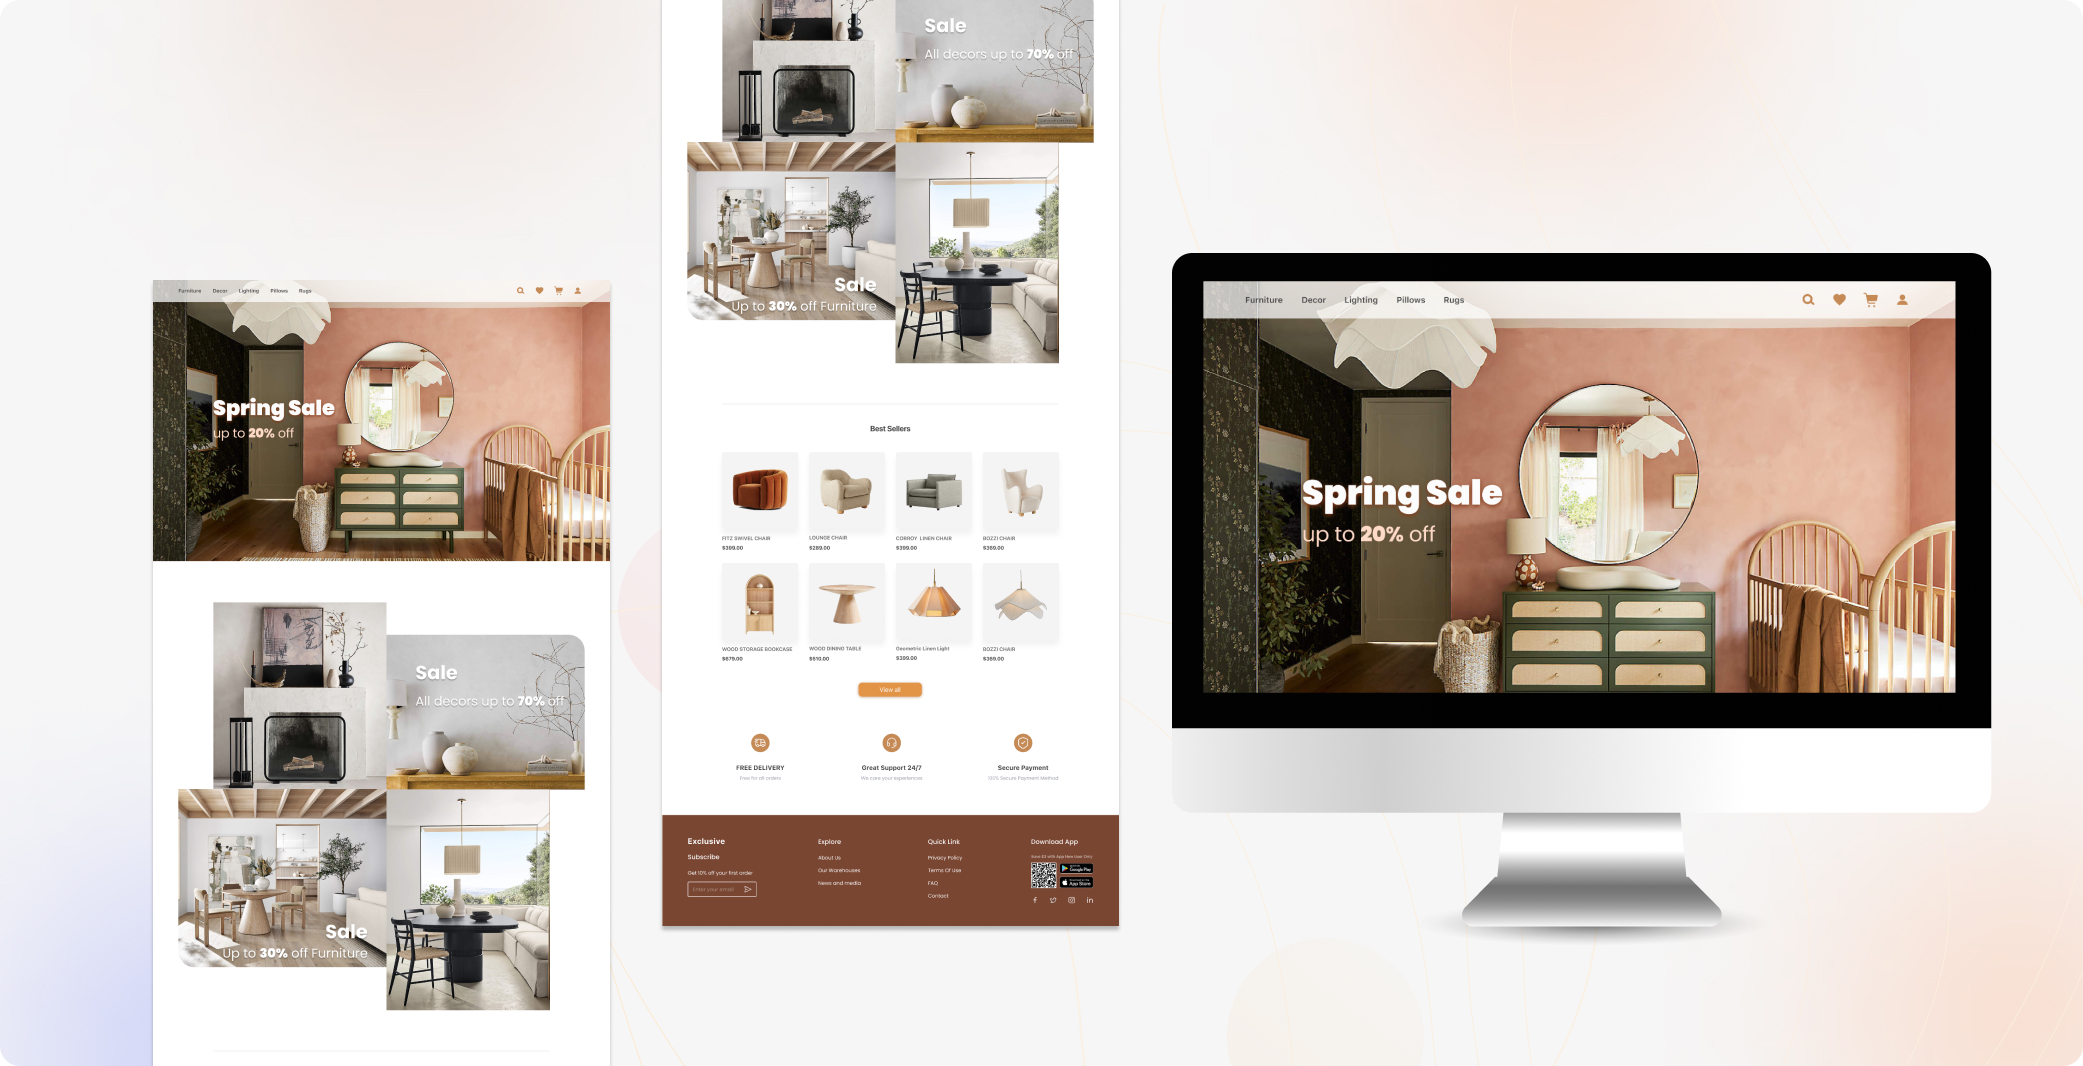 Furniture Decor Lighting Pillows Rugs
Spring Sale
up to 20% off
Sale
All decors up to 70% off
Sale
Up to 30% off Furniture
Sale
All decors up to 70% off
Sale
Up to 30% off Furniture
Best Sellers
FITZ SWIVEL CHAIR
$399.00
LOUNGE CHAIR
$289.00
CORROY LINEN CHAIR
$399.00
BOZZI CHAIR
$369.00
WOOD STORAGE BOOKCASE
$679.00
WOOD DINING TABLE
$510.00
Geometric Linen Light
$399.00
BOZZI CHAIR
$369.00
View all
FREE DELIVERY
Free for all orders
Great Support 24/7
We care your experiences
Secure Payment
100% Secure Payment Method
Exclusive
Subscribe
Get 10% off your first order
Enter your email
Explore
About Us
Our Warehouses
News and media
Quick Link
Privacy Policy
Terms Of Use
FAQ
Contact
Download App
Save $3 with App New User Only
Google Play
App Store
Furniture Decor Lighting Pillows Rugs
Spring Sale
up to 20% off